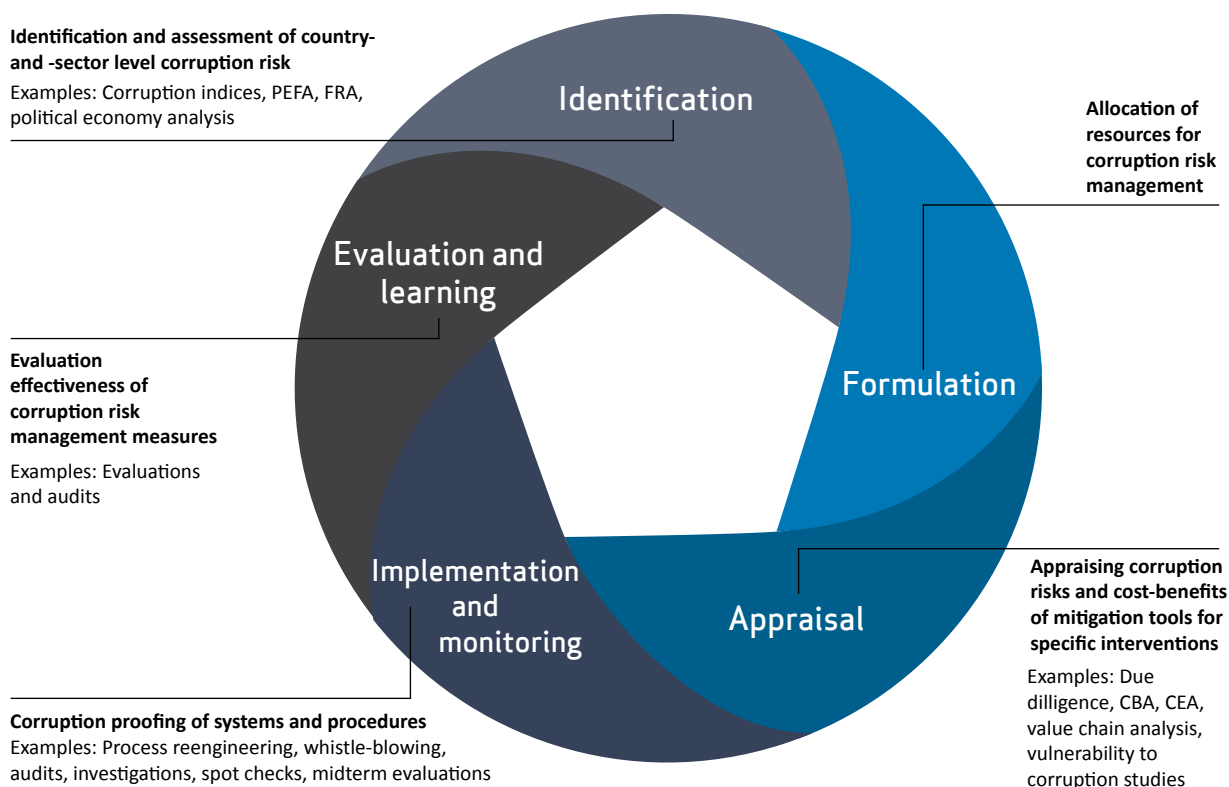 Identification and assessment of country-
and -sector level corruption risk
Examples: Corruption indices, PEFA, FRA,
political economy analysis
Identification
Allocation of
resources for
corruption risk
management
Formulation
Appraising corruption
risks and cost-benefits
of mitigation tools for
specific interventions
Examples: Due
dilligence, CBA, CEA,
value chain analysis,
vulnerability to
corruption studies
Appraisal
Implementation
and
monitoring
Corruption proofing of systems and procedures
Examples: Process reengineering, whistle-blowing,
audits, investigations, spot checks, midterm evaluations
Evaluation and
learning
Evaluation
effectiveness of
corruption risk
management measures
Examples: Evaluations
and audits